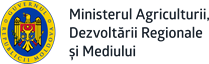 Ministerul Agriculturii,
Dezvoltării Regionale
și Mediului